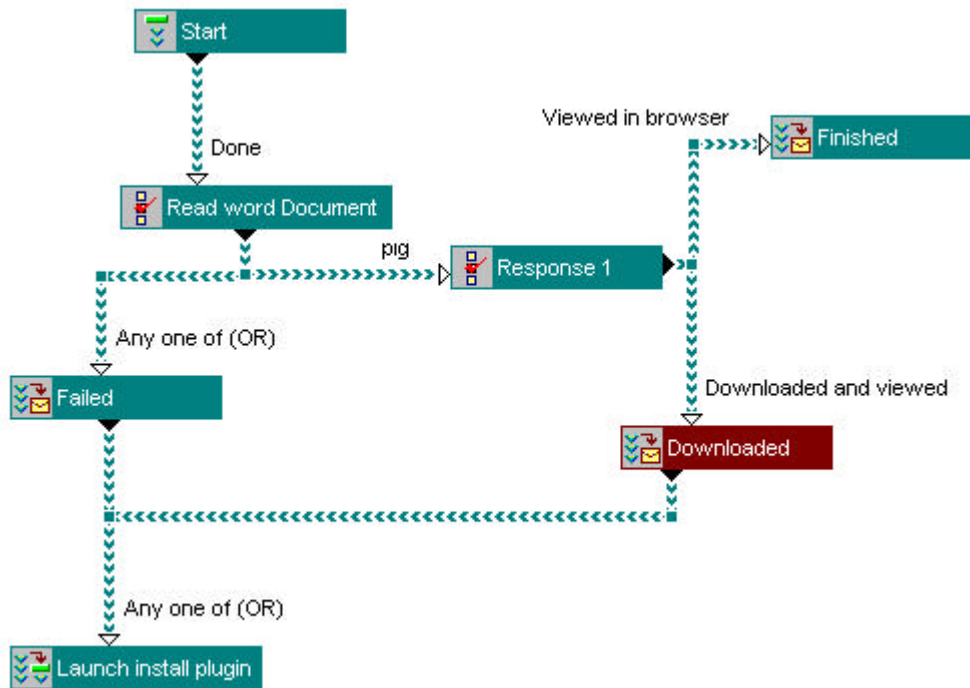 Start
Done
Viewed in browser
Finished
Read word Document
pig
Response 1
Any one of (OR)
Failed
Downloaded and viewed
Downloaded
Any one of (OR)
Launch install plugin